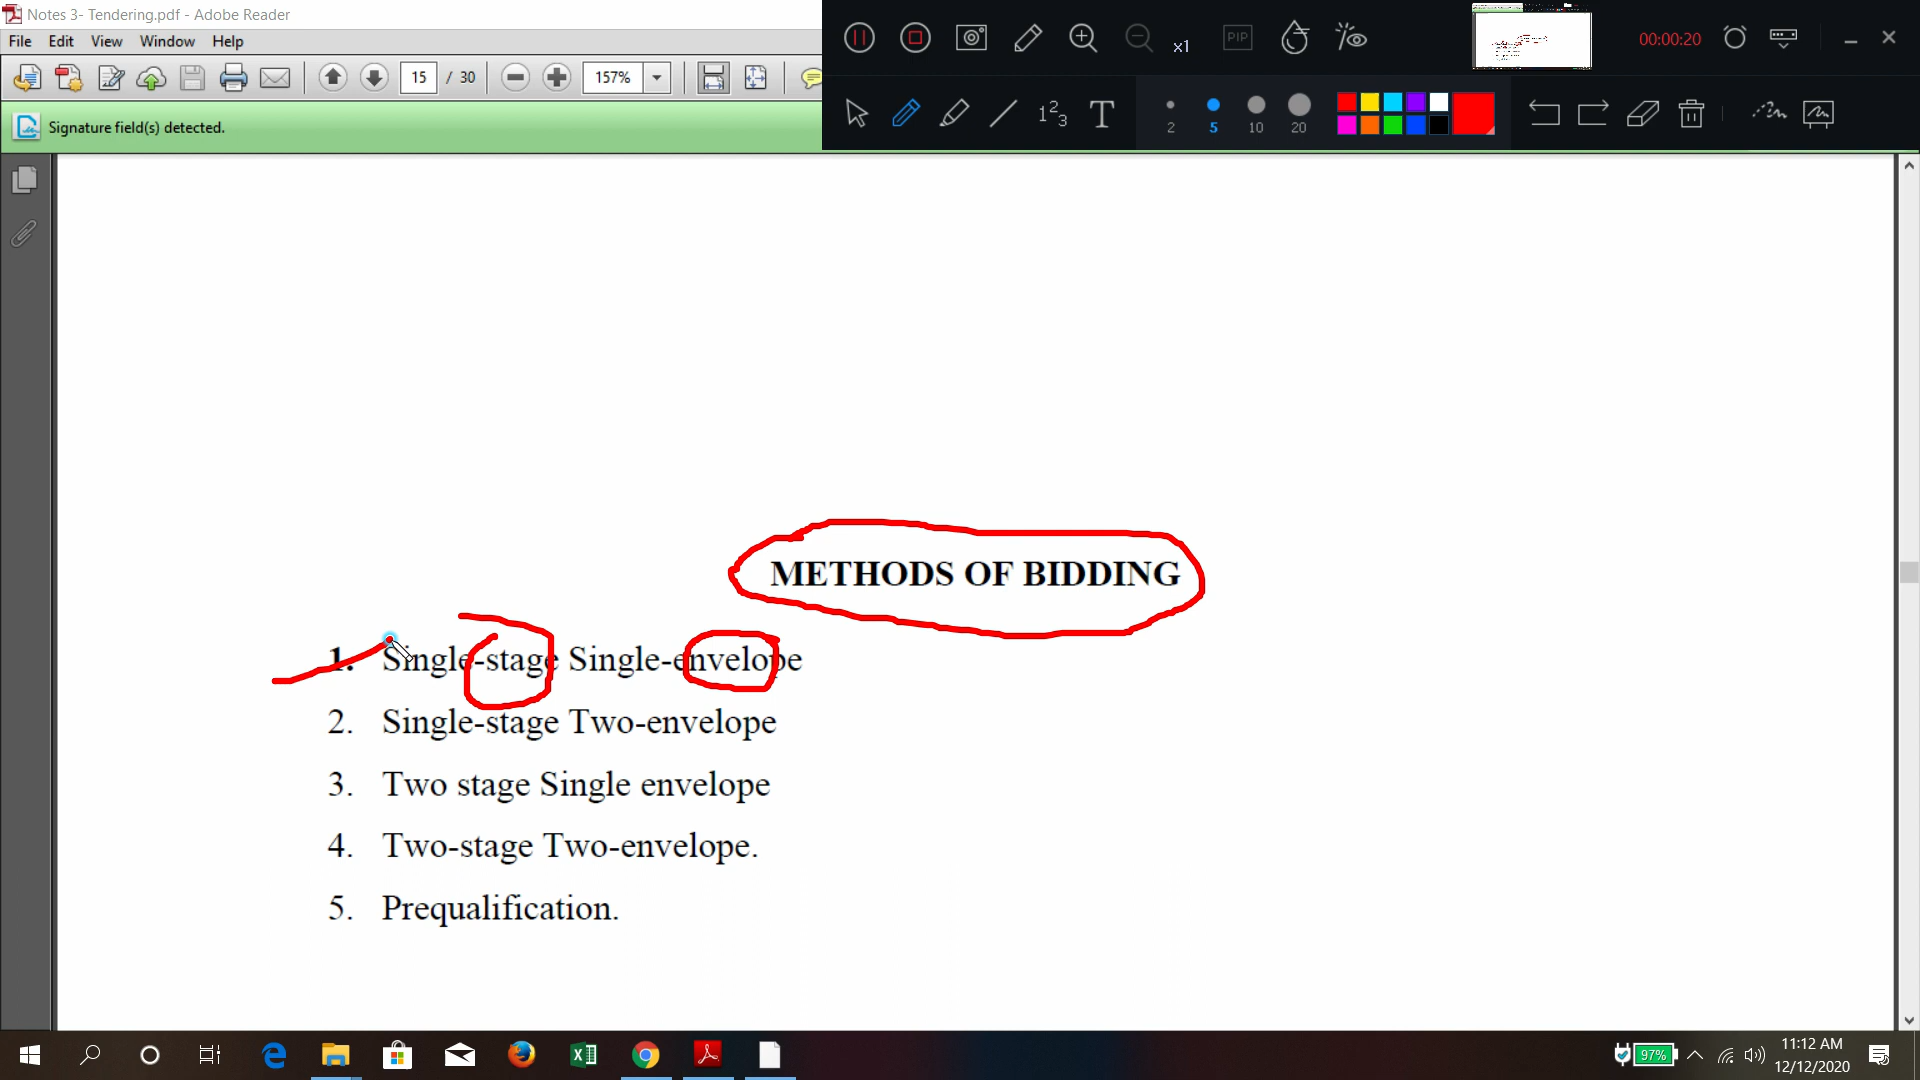 Notes 3- Tendering.pdf - Adobe Reader
File Edit View Window Help
15 / 30 157%
x1 PIP 00:00:20
1 2 3 T 2 5 10 20
Signature field(s) detected.
METHODS OF BIDDING
1. Single-stage Single-envelope
2. Single-stage Two-envelope
3. Two stage Single envelope
4. Two-stage Two-envelope.
5. Prequalification.
97% 11:12 AM
12/12/2020